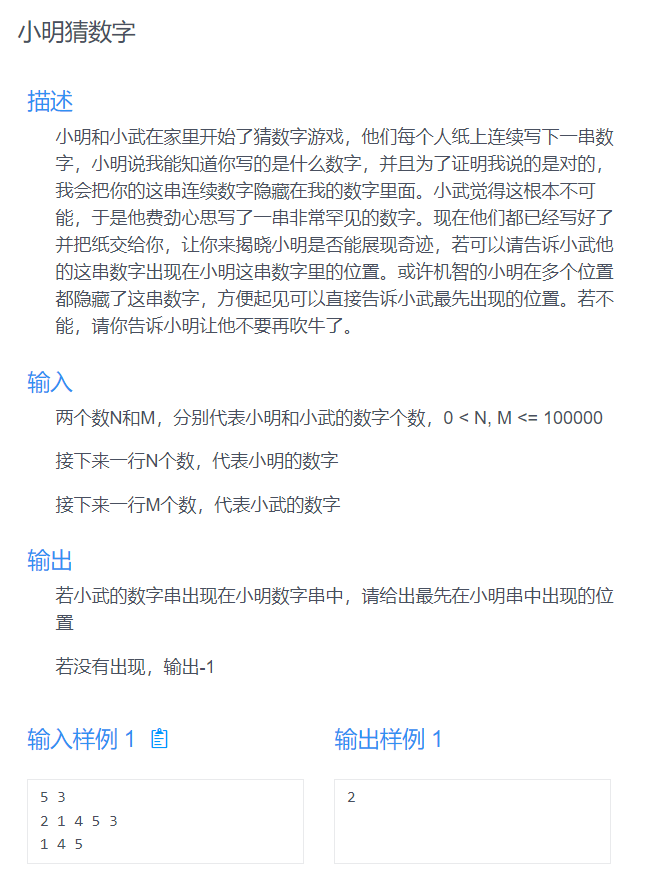 小明猜数字
描述
小明和小武在家里开始了猜数字游戏，他们每个人纸上连续写下一串数
字，小明说我能知道你写的是什么数字，并且为了证明我说的是对的，
我会把你的这串连续数字隐藏在我的数字里面。小武觉得这根本不可
能，于是他费劲心思写了一串非常罕见的数字。现在他们都已经写好了
并把纸交给你，让你来揭晓小明是否能展现奇迹，若可以请告诉小武他
的这串数字出现在小明这串数字里的位置。或许机智的小明在多个位置
都隐藏了这串数字，方便起见可以直接告诉小武最先出现的位置。若不
能，请你告诉小明让他不要再吹牛了。
输入
两个数N和M，分别代表小明和小武的数字个数，0 < N, M <= 100000
接下来一行N个数，代表小明的数字
接下来一行M个数，代表小武的数字
输出
若小武的数字串出现在小明数字串中，请给出最先在小明串中出现的位
置
若没有出现，输出-1
输入样例 1
5 3
2 1 4 5 3
1 4 5
输出样例 1
2